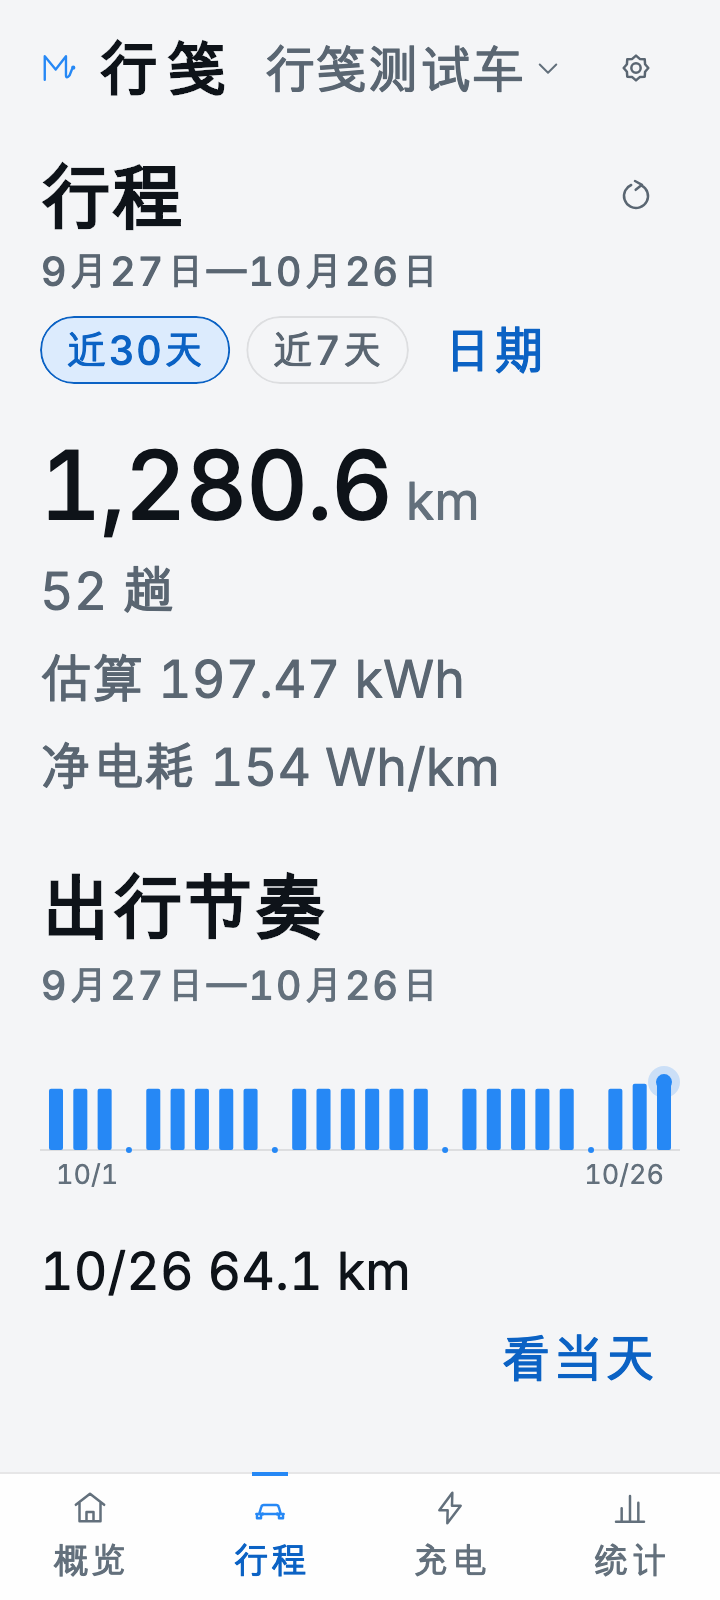 行笺 行笺测试车
行程
9月27日—10月26日
近30天 近7天 日期
1,280.6 km
52 趟
估算 197.47 kWh
净电耗 154 Wh/km
出行节奏
9月27日—10月26日
10/1 10/26
10/26 64.1 km
看当天
概览 行程 充电 统计